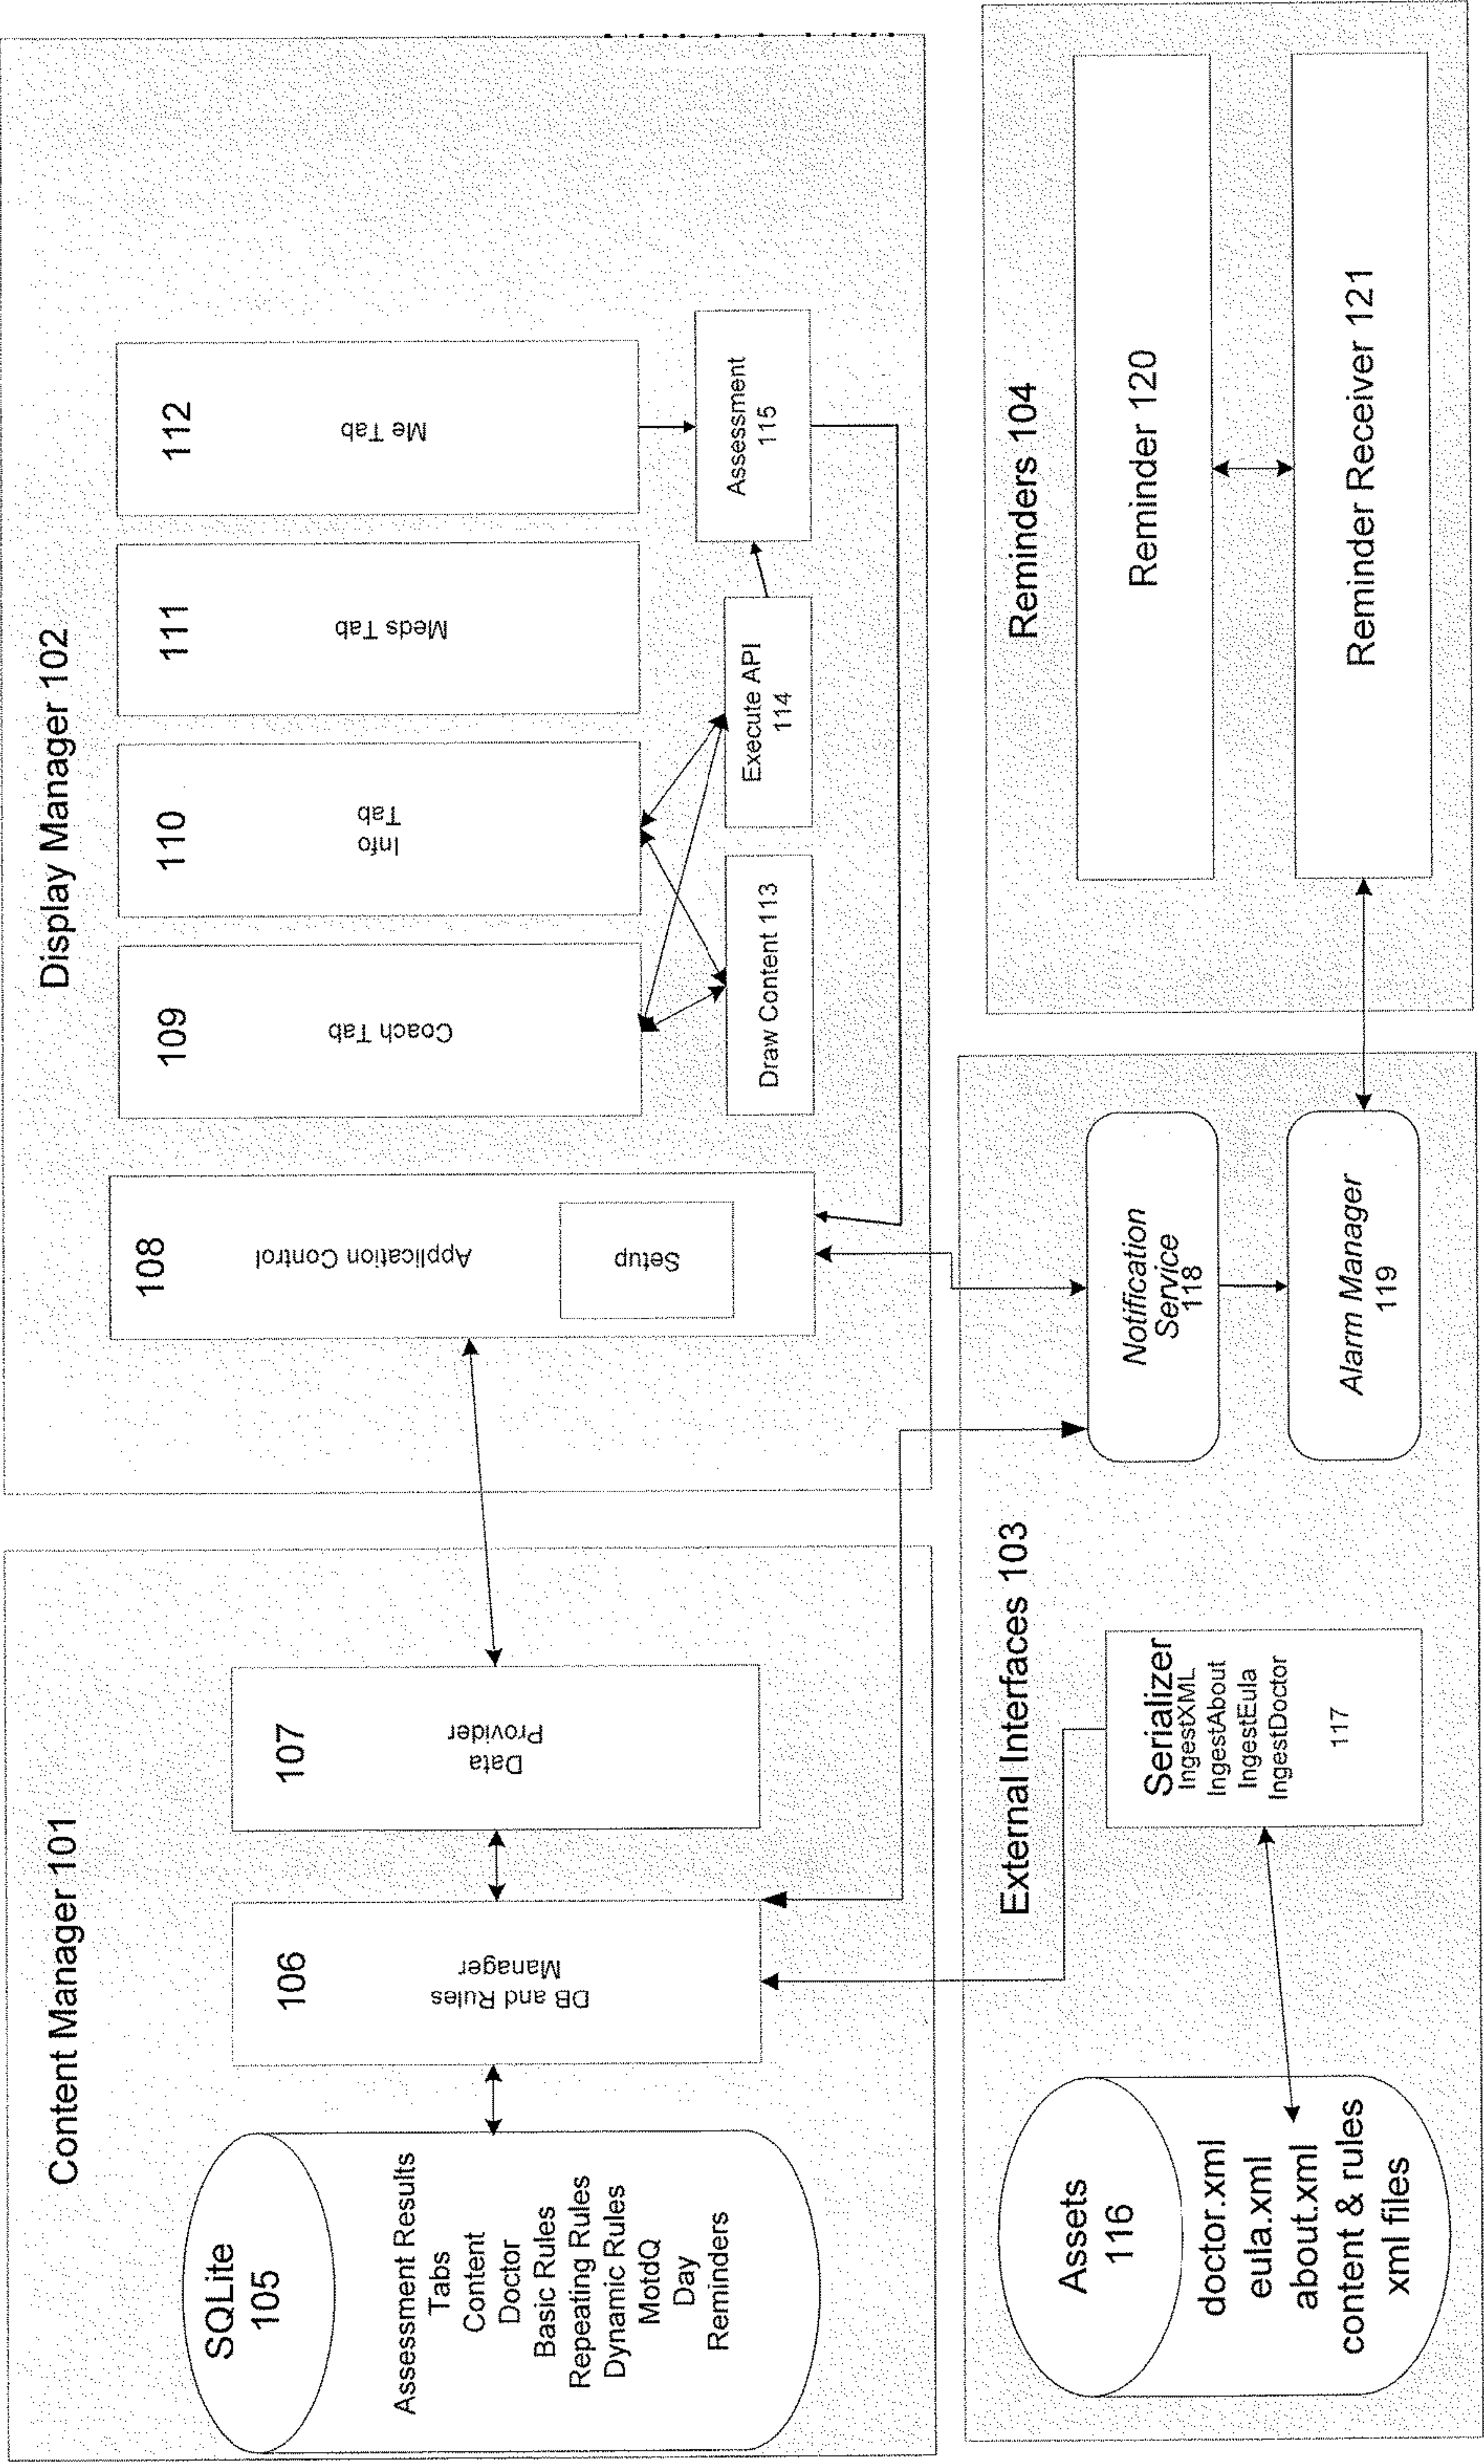 Content Manager 101
SQLite
105
Assessment Results
Tabs
Content
Doctor
Basic Rules
Repeating Rules
Dynamic Rules
MotdQ
Day
Reminders
106
DB and Rules
Manager
107
Data
Provider
Display Manager 102
108
Application Control
Setup
109
Coach Tab
110
Info
Tab
111
Meds Tab
112
Me Tab
Draw Content 113
Execute API
114
Assessment
115
External Interfaces 103
Assets
116
doctor.xml
eula.xml
about.xml
content & rules
xml files
Serializer
IngestXML
IngestAbout
IngestEula
IngestDoctor
117
Notification
Service
118
Alarm Manager
119
Reminders 104
Reminder 120
Reminder Receiver 121